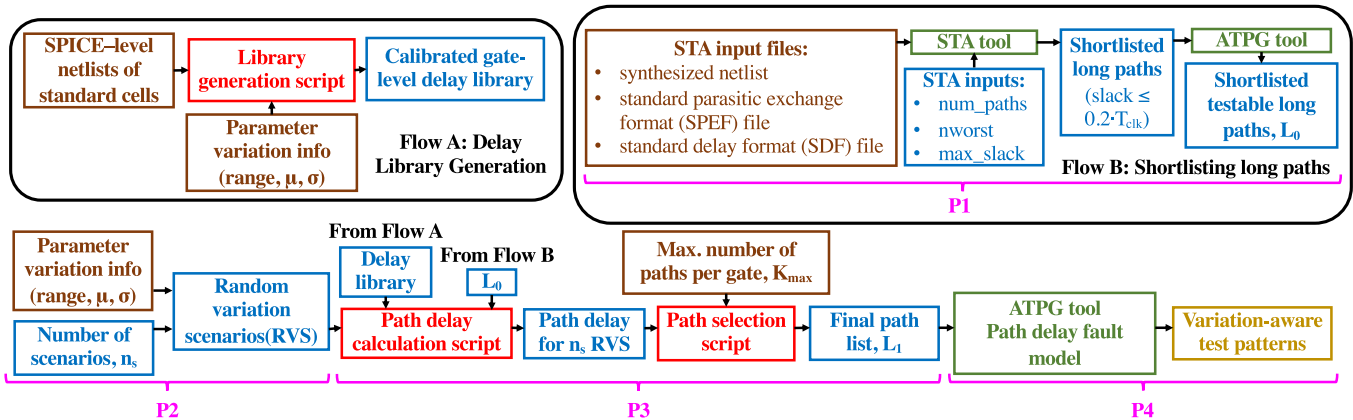 SPICE–level
netlists of
standard cells
Library
generation script
Calibrated gate-
level delay library
Parameter
variation info
(range, μ, σ)
Flow A: Delay
Library Generation
STA input files:
• synthesized netlist
• standard parasitic exchange
format (SPEF) file
• standard delay format (SDF) file
STA tool
STA inputs:
• num_paths
• nworst
• max_slack
Shortlisted
long paths
(slack ≤
0.2·Tclk)
ATPG tool
Shortlisted
testable long
paths, L0
Flow B: Shortlisting long paths
P1
Parameter
variation info
(range, μ, σ)
Number of
scenarios, ns
Random
variation
scenarios(RVS)
From Flow A
Delay
library
From Flow B
L0
Path delay
calculation script
Path delay
for ns RVS
Max. number of
paths per gate, Kmax
Path selection
script
Final path
list, L1
ATPG tool
Path delay fault
model
Variation-aware
test patterns
P2
P3
P4